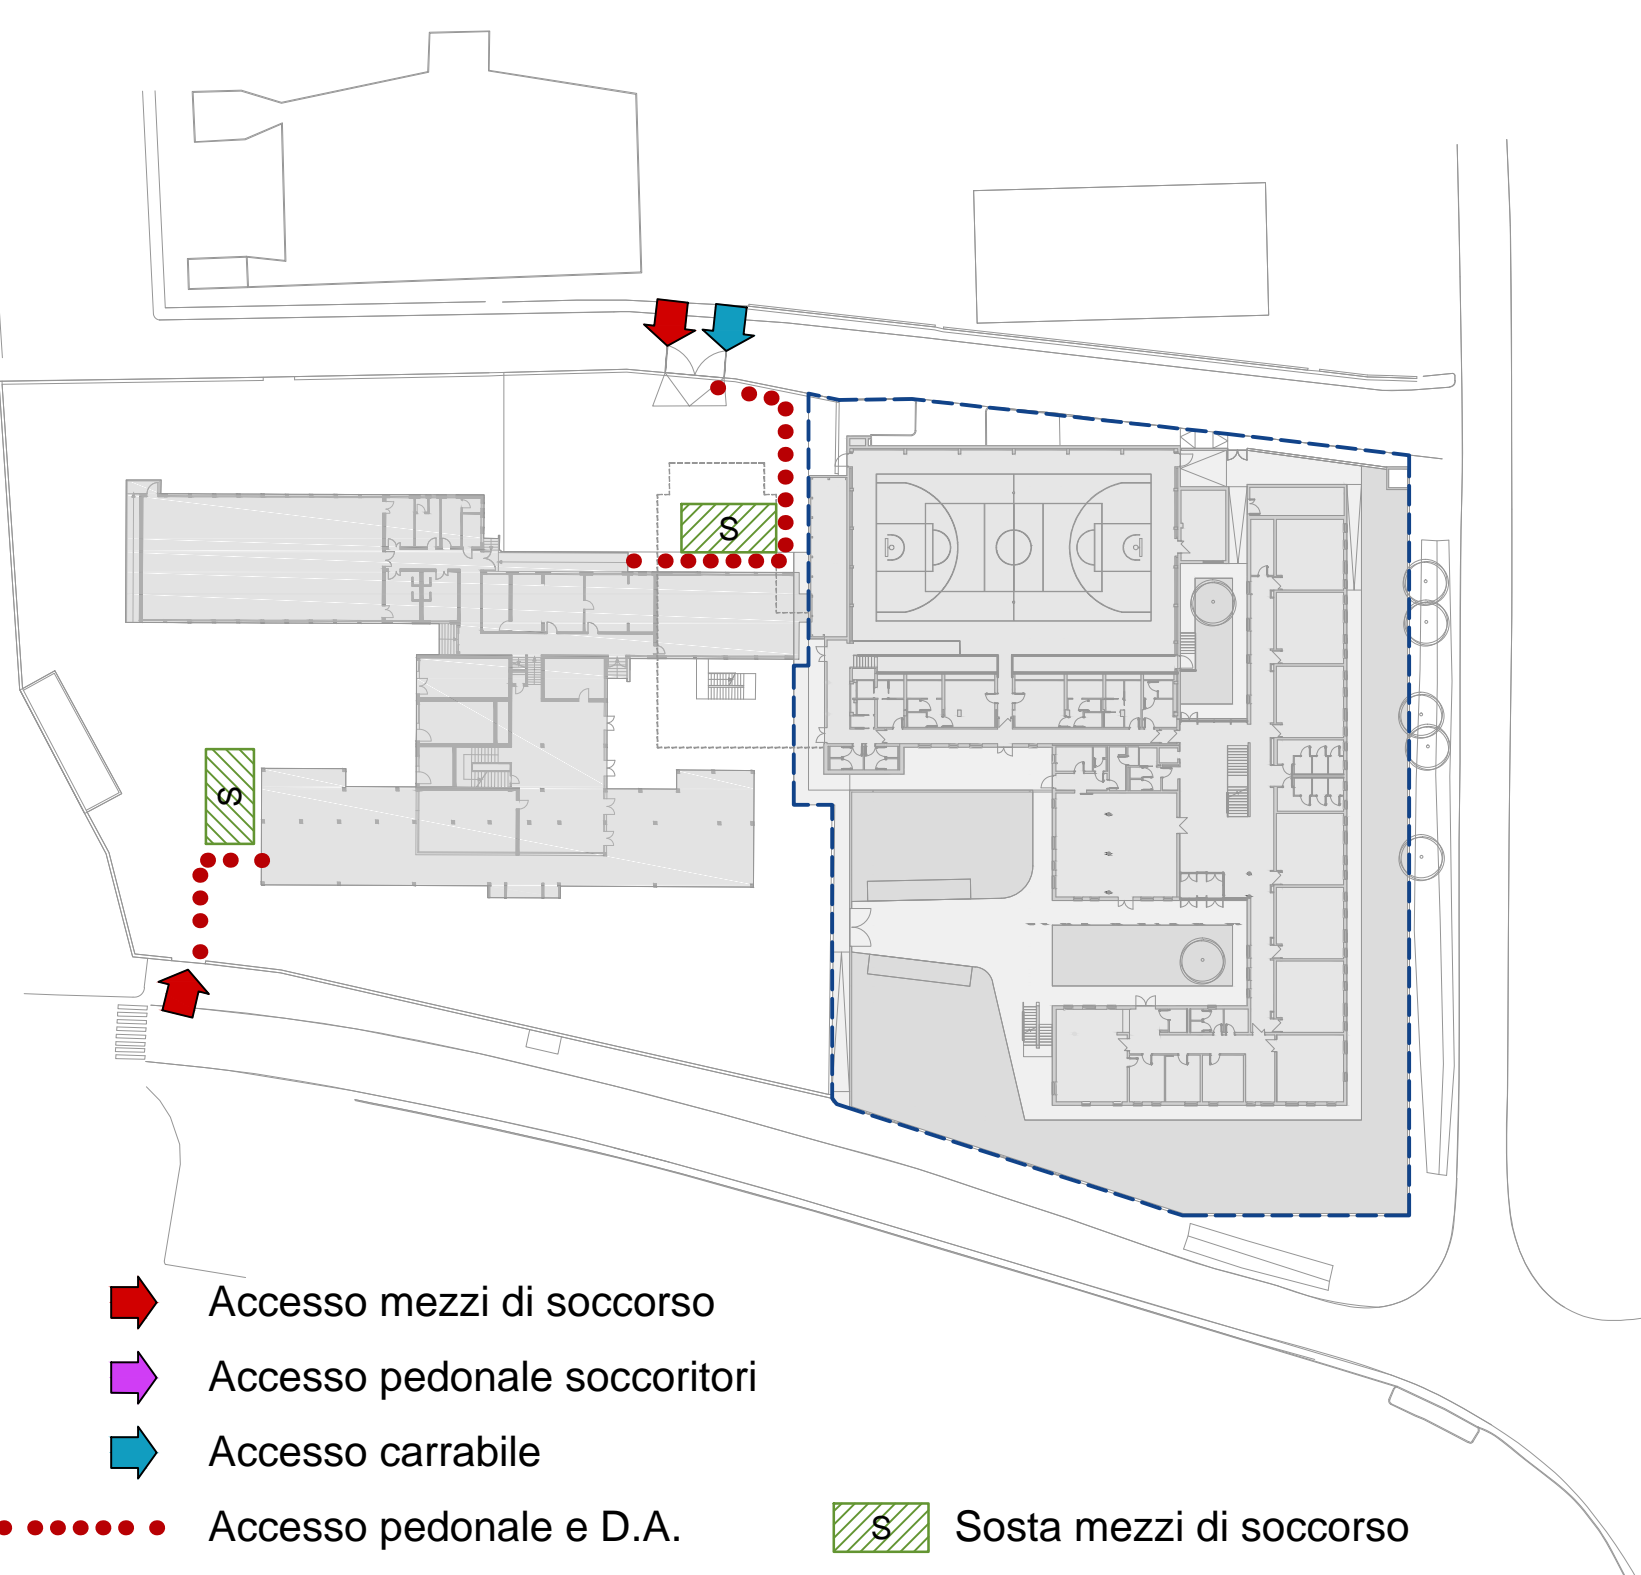 S
S
Accesso mezzi di soccorso
Accesso pedonale soccoritori
Accesso carrabile
Accesso pedonale e D.A.
S Sosta mezzi di soccorso